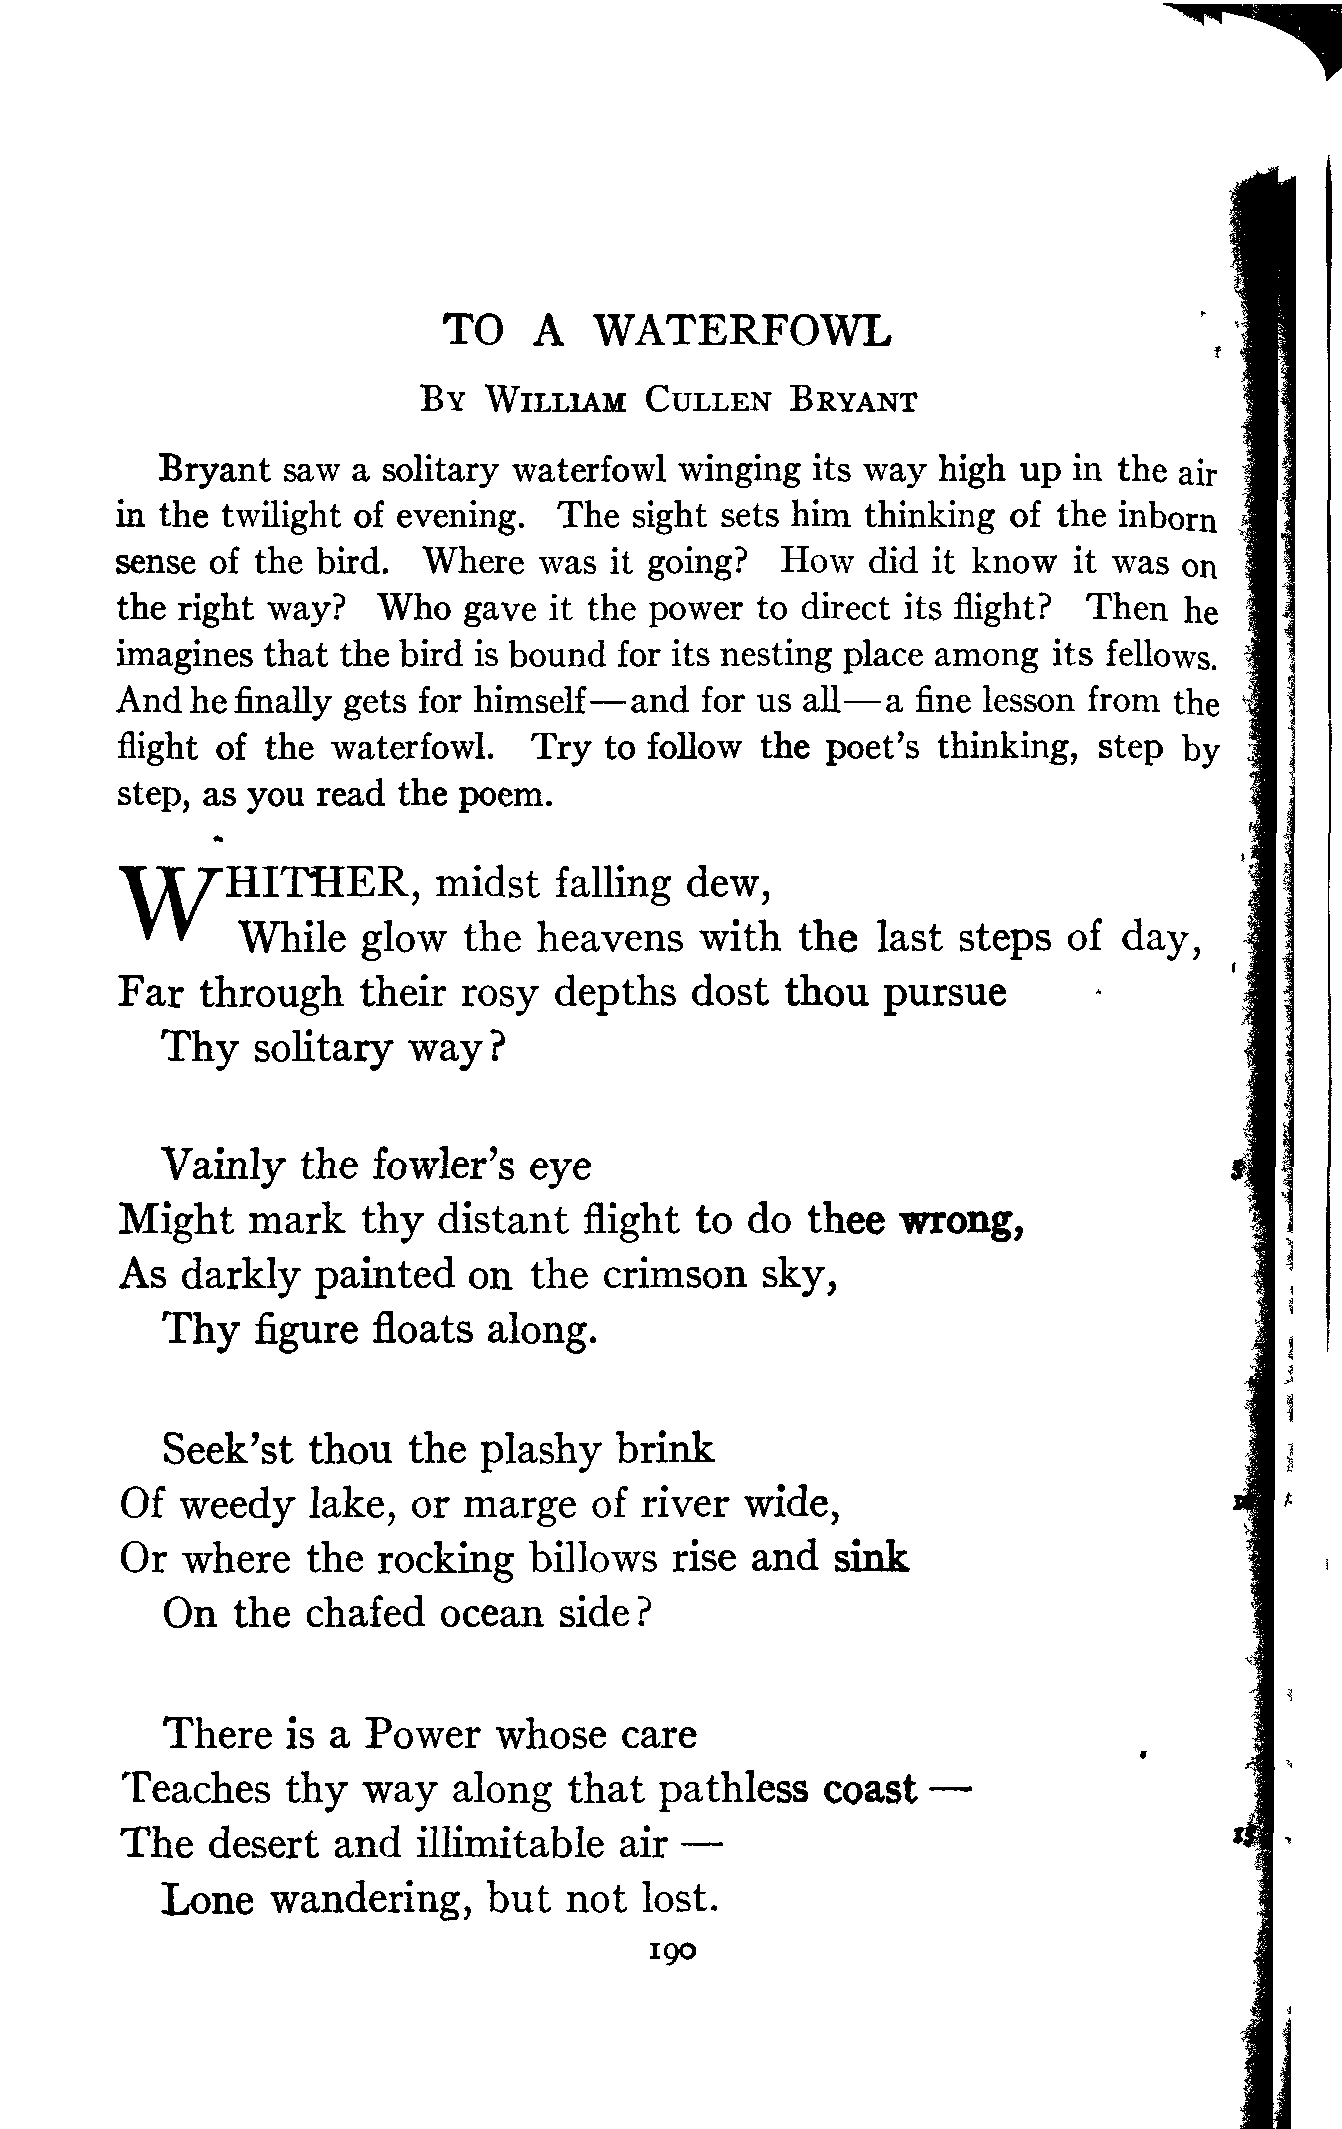 TO A WATERFOWL
BY WILLIAM CULLEN BRYANT
Bryant saw a solitary waterfowl winging its way high up in the air
in the twilight of evening. The sight sets him thinking of the inborn
sense of the bird. Where was it going? How did it know it was on
the right way? Who gave it the power to direct its flight? Then he
imagines that the bird is bound for its nesting place among its fellows.
And he finally gets for himself—and for us all—a fine lesson from the
flight of the waterfowl. Try to follow the poet's thinking, step by
step, as you read the poem.
WHITHER, midst falling dew,
While glow the heavens with the last steps of day,
Far through their rosy depths dost thou pursue
Thy solitary way?
Vainly the fowler's eye
Might mark thy distant flight to do thee wrong,
As darkly painted on the crimson sky,
Thy figure floats along.
Seek'st thou the plashy brink
Of weedy lake, or marge of river wide,
Or where the rocking billows rise and sink
On the chafed ocean side?
There is a Power whose care
Teaches thy way along that pathless coast —
The desert and illimitable air — 15
Lone wandering, but not lost.
190